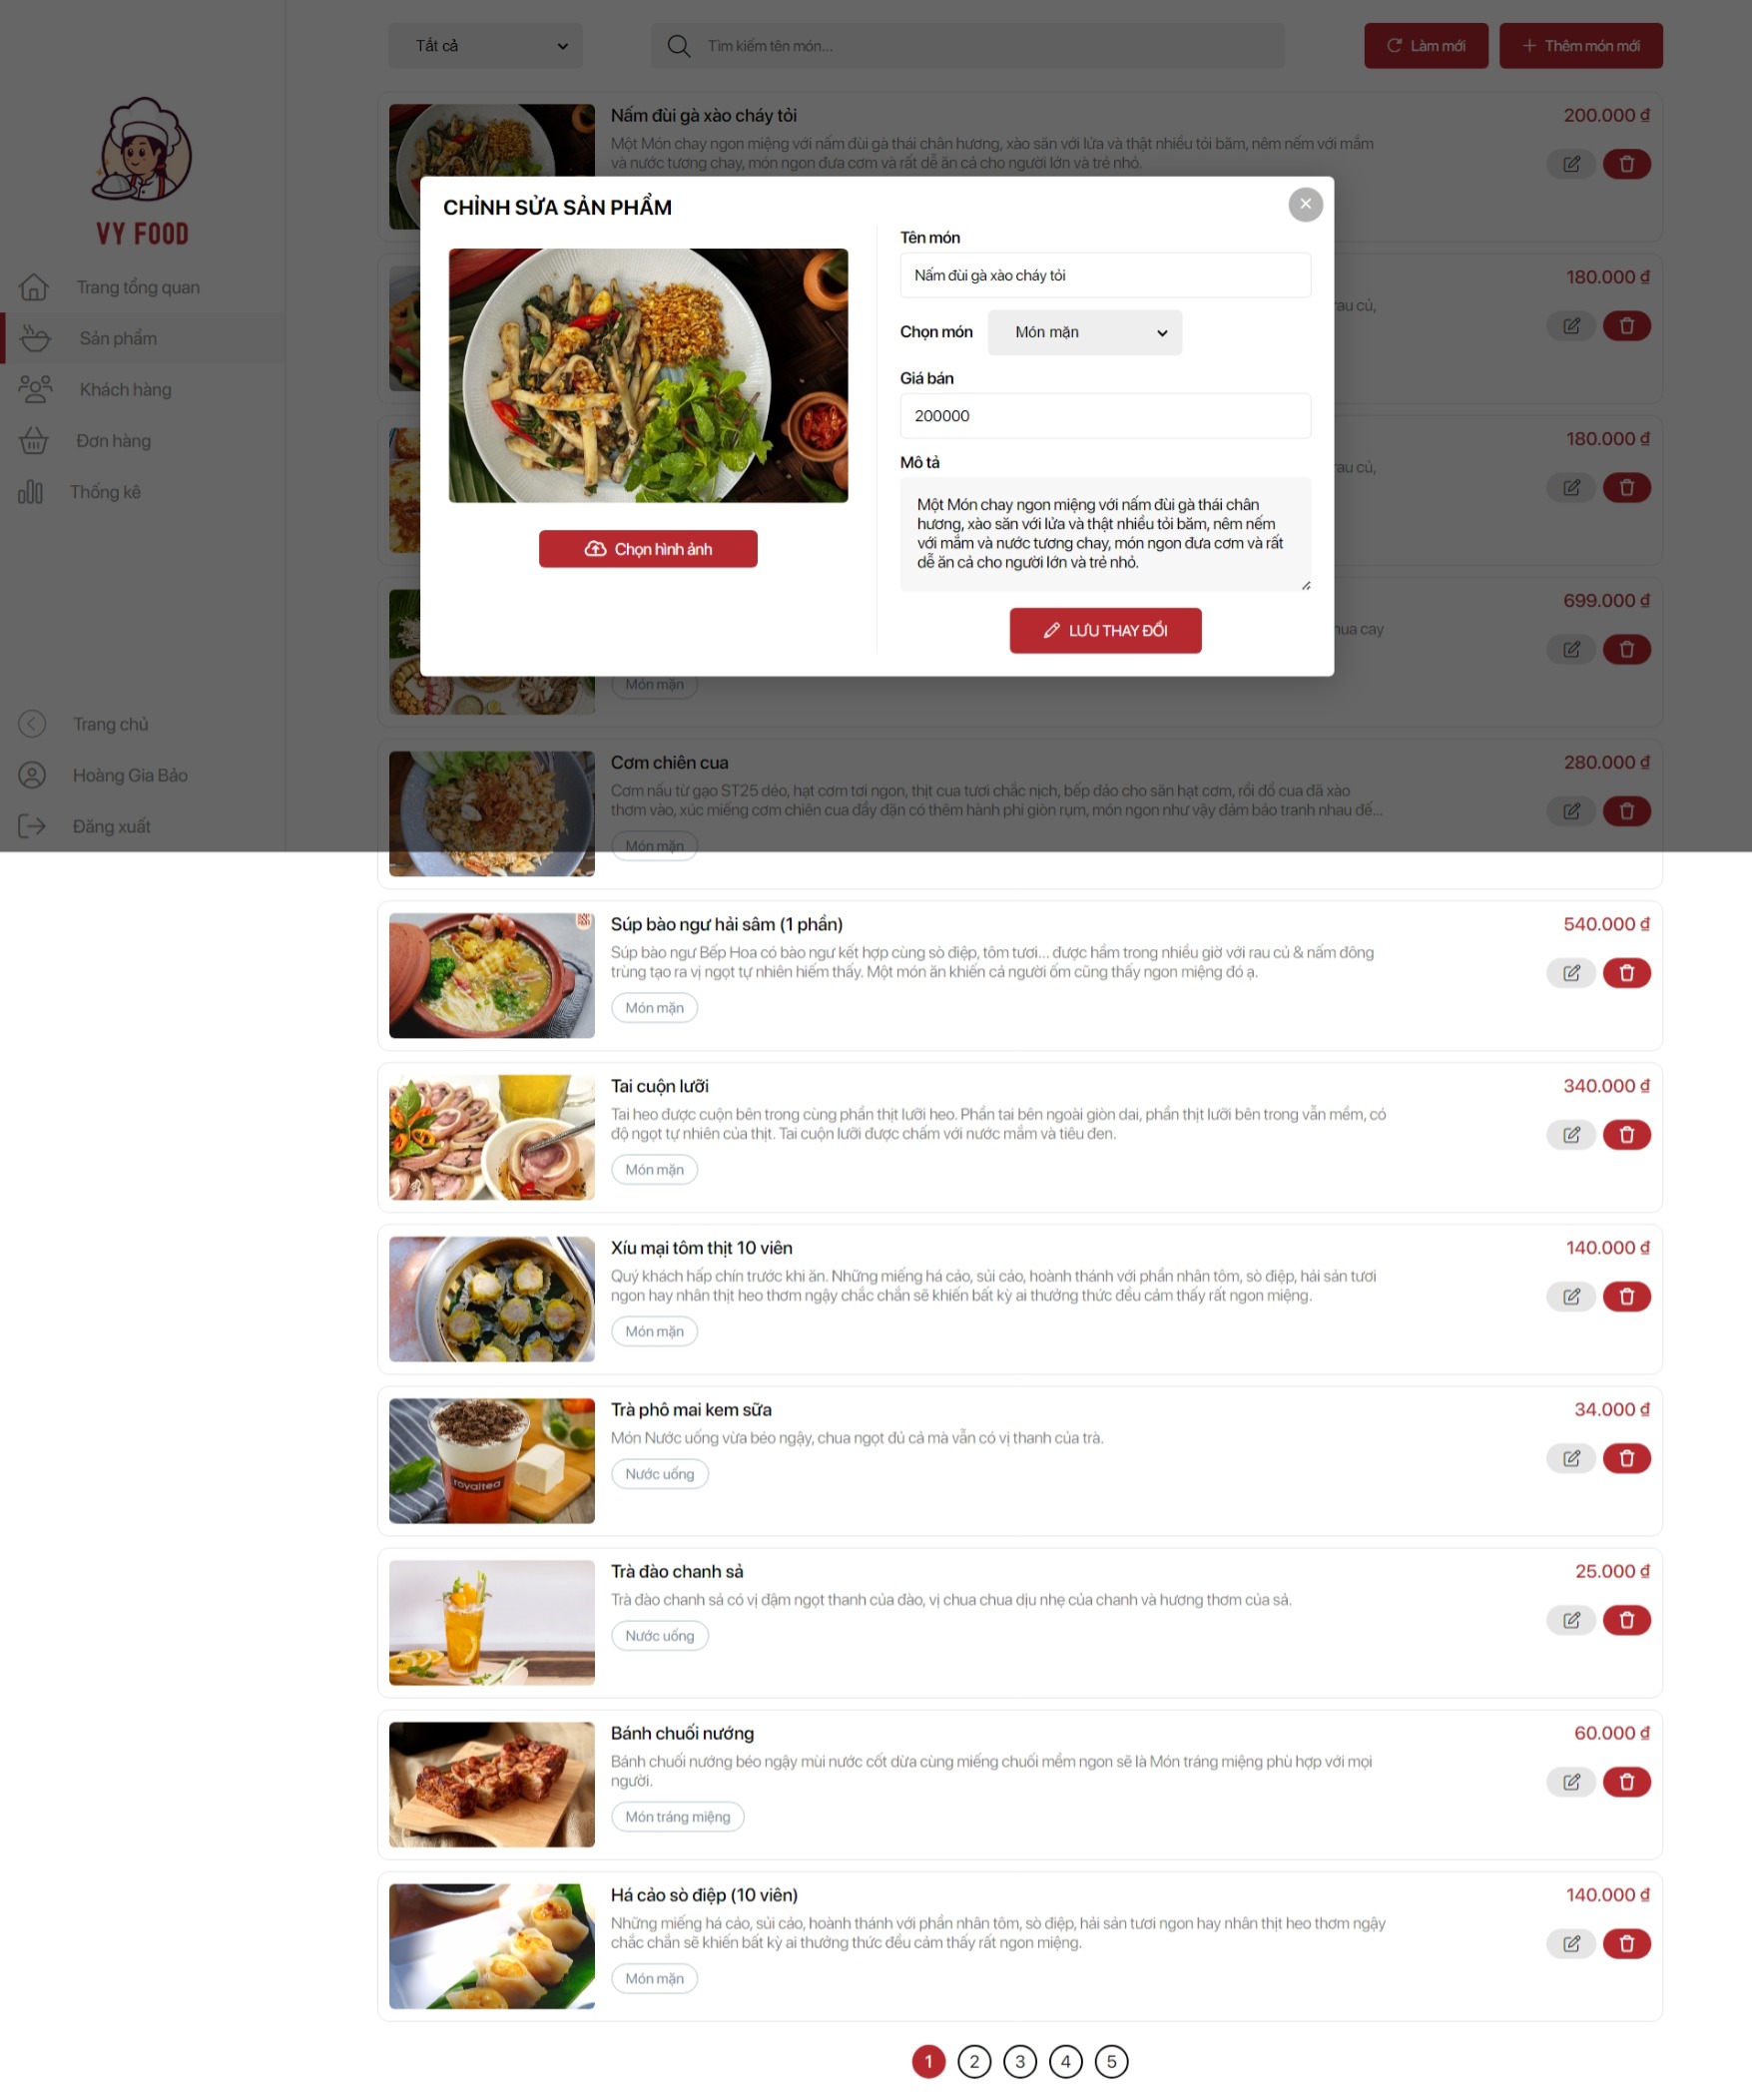 Tất cả
Tìm kiếm tên món...
Làm mới
Thêm món mới
VY FOOD
Trang tổng quan
Sản phẩm
Khách hàng
Đơn hàng
Thống kê
Trang chủ
Hoàng Gia Bảo
Đăng xuất
Nấm đùi gà xào cháy tỏi
200.000 ₫
Một Món chay ngon miệng với nấm đùi gà thái chân hương, xào săn với lửa và thật nhiều tỏi băm, nêm nếm với mắm
và nước tương chay, món ngon đưa cơm và rất dễ ăn cả cho người lớn và trẻ nhỏ.
CHỈNH SỬA SẢN PHẨM
Chọn hình ảnh
Tên món
Nấm đùi gà xào cháy tỏi
Chọn món
Món mặn
Giá bán
200000
Mô tả
Một Món chay ngon miệng với nấm đùi gà thái chân
hương, xào săn với lửa và thật nhiều tỏi băm, nêm nếm
với mắm và nước tương chay, món ngon đưa cơm và rất
dễ ăn cả cho người lớn và trẻ nhỏ.
LƯU THAY ĐỔI
180.000 ₫
rau củ,
180.000 ₫
rau củ,
699.000 ₫
cay
Món mặn
Cơm chiên cua
280.000 ₫
Cơm nấu từ gạo ST25 dẻo, hạt cơm tơi ngon, thịt cua tươi chắc nịch, bếp đảo cho săn hạt cơm, rồi đổ cua đã xào
thơm vào, xúc miếng cơm chiên cua đầy đặn có thêm hành phi giòn rụm, món ngon như vậy đảm bảo tranh nhau đế...
Món mặn
Súp bào ngư hải sâm (1 phần)
540.000 ₫
Súp bào ngư Bếp Hoa có bào ngư kết hợp cùng sò điệp, tôm tươi... được hầm trong nhiều giờ với rau củ & nấm đông
trùng tạo ra vị ngọt tự nhiên hiếm thấy. Một món ăn khiến cả người ốm cũng thấy ngon miệng đó ạ.
Món mặn
Tai cuộn lưỡi
340.000 ₫
Tai heo được cuộn bên trong cùng phần thịt lưỡi heo. Phần tai bên ngoài giòn dai, phần thịt lưỡi bên trong vẫn mềm, có
độ ngọt tự nhiên của thịt. Tai cuộn lưỡi được chấm với nước mắm và tiêu đen.
Món mặn
Xíu mại tôm thịt 10 viên
140.000 ₫
Quý khách hấp chín trước khi ăn. Những miếng há cảo, sủi cảo, hoành thánh với phần nhân tôm, sò điệp, hải sản tươi
ngon hay nhân thịt heo thơm ngậy chắc chắn sẽ khiến bất kỳ ai thưởng thức đều cảm thấy rất ngon miệng.
Món mặn
Trà phô mai kem sữa
34.000 ₫
Món Nước uống vừa béo ngậy, chua ngọt đủ cả mà vẫn có vị thanh của trà.
Nước uống
royaltea
Trà đào chanh sả
25.000 ₫
Trà đào chanh sả có vị đậm ngọt thanh của đào, vị chua chua dịu nhẹ của chanh và hương thơm của sả.
Nước uống
Bánh chuối nướng
60.000 ₫
Bánh chuối nướng béo ngậy mùi nước cốt dừa cùng miếng chuối mềm ngon sẽ là Món tráng miệng phù hợp với mọi
người.
Món tráng miệng
Há cảo sò điệp (10 viên)
140.000 ₫
Những miếng há cảo, sủi cảo, hoành thánh với phần nhân tôm, sò điệp, hải sản tươi ngon hay nhân thịt heo thơm ngậy
chắc chắn sẽ khiến bất kỳ ai thưởng thức đều cảm thấy rất ngon miệng.
Món mặn
1 2 3 4 5